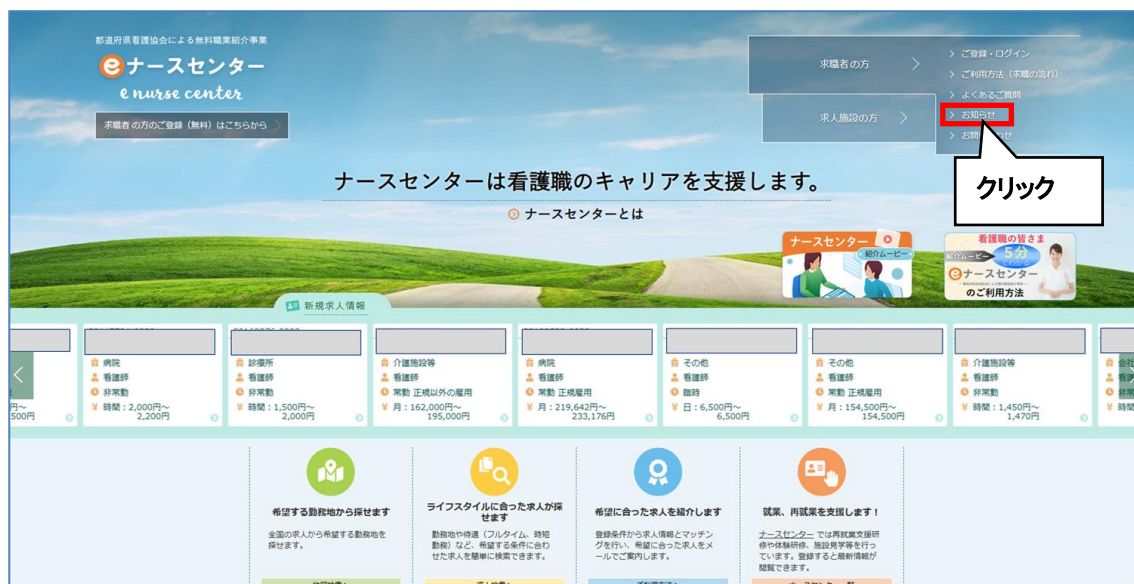 都道府県看護協会による無料職業紹介事業
eナースセンター
e nurse center
求職者の方のご登録（無料）はこちらから
求職者の方
求人施設の方
ご登録・ログイン
ご利用方法（求職の流れ）
よくあるご質問
お知らせ
クリック
ナースセンターは看護職のキャリアを支援します。
ナースセンターとは
ナースセンター
紹介ムービー
看護職の皆さま
紹介ムービー
5分
でわかる
eナースセンター
のご利用方法
新規求人情報
円～
500円
病院
看護師
非常勤
¥ 時間：2,000円～
2,200円
診療所
看護師
非常勤
¥ 時間：1,500円～
2,000円
介護施設等
看護師
常勤 正規以外の雇用
¥ 月：162,000円～
195,000円
病院
看護師
常勤 正規雇用
¥ 月：219,642円～
233,176円
その他
看護師
臨時
¥ 日：6,500円～
6,500円
その他
看護師
常勤 正規雇用
¥ 月：154,500円～
154,500円
介護施設等
看護師
非常勤
¥ 時間：1,450円～
1,470円
会社
¥ 時間
希望する勤務地から探せます
全国の求人から希望する勤務地を
探せます。
ライフスタイルに合った求人が探
せます
勤務地や待遇（フルタイム、時短
勤務）など、希望する条件に合わ
せた求人を簡単に検索できます。
希望に合った求人を紹介します
登録条件から求人情報とマッチン
グを行い、希望に合った求人をメ
ールでご案内します。
就業、再就業を支援します！
ナースセンター では再就業支援研
修や体験研修、施設見学等を行っ
ています。登録すると最新情報が
閲覧できます。